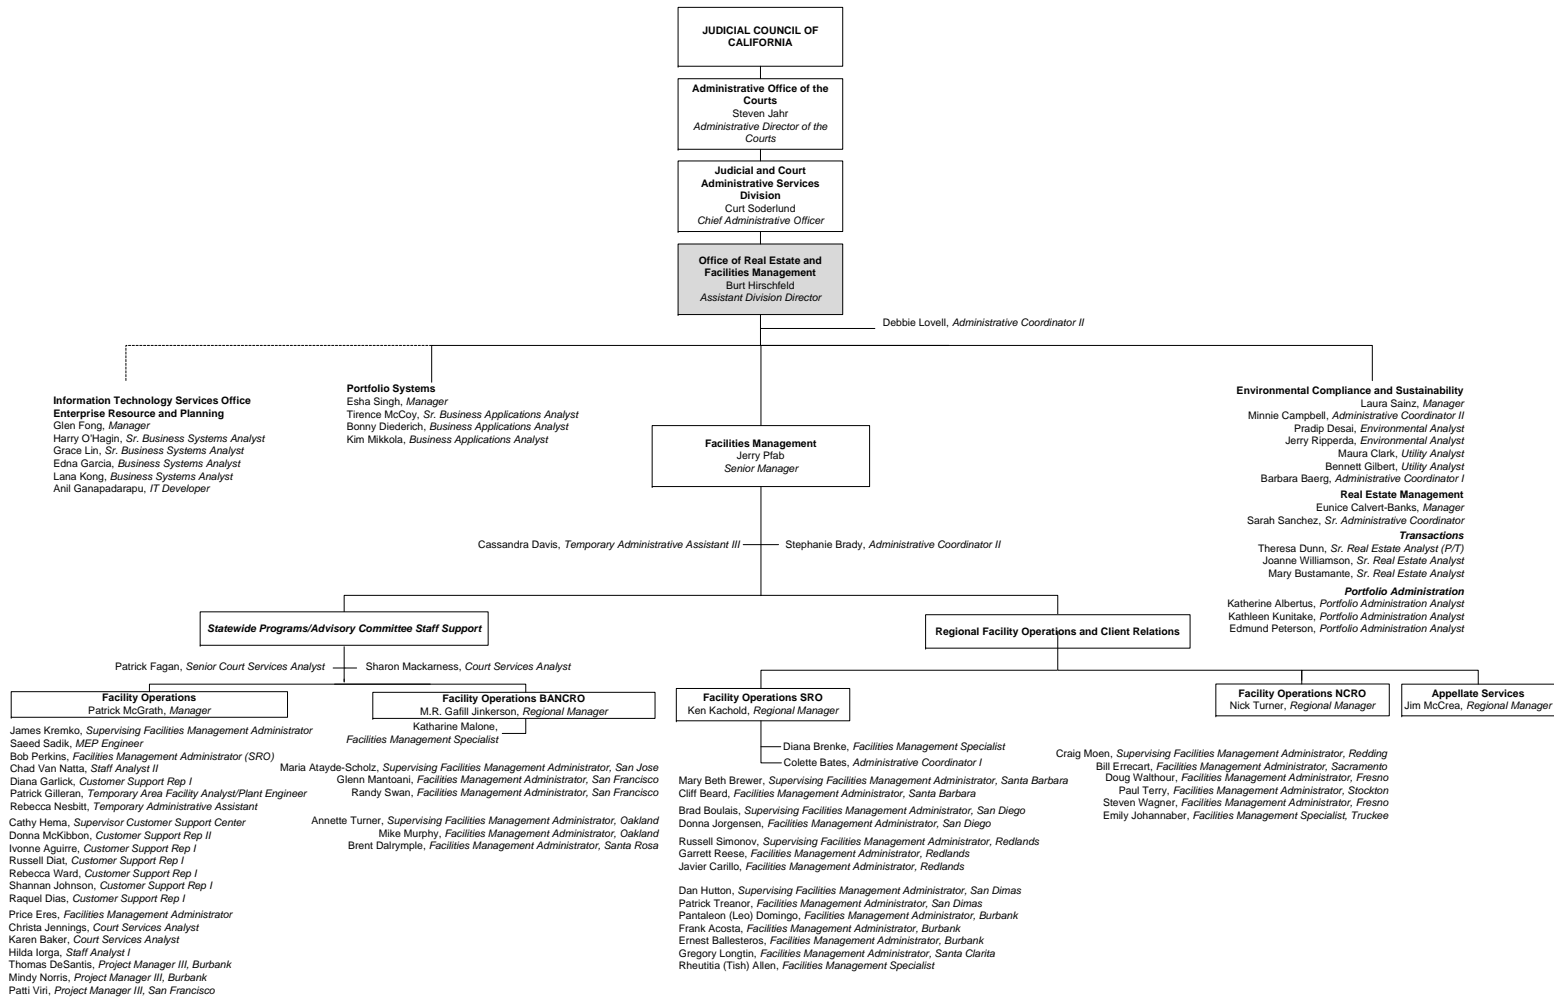 JUDICIAL COUNCIL OF
CALIFORNIA
Administrative Office of the
Courts
Steven Jahr
Administrative Director of the
Courts
Judicial and Court
Administrative Services
Division
Curt Soderlund
Chief Administrative Officer
Office of Real Estate and
Facilities Management
Burt Hirschfeld
Assistant Division Director
Debbie Lovell, Administrative Coordinator II
Information Technology Services Office
Enterprise Resource and Planning
Glen Fong, Manager
Harry O'Hagin, Sr. Business Systems Analyst
Grace Lin, Sr. Business Systems Analyst
Edna Garcia, Business Systems Analyst
Lana Kong, Business Systems Analyst
Anil Ganapadarapu, IT Developer
Portfolio Systems
Esha Singh, Manager
Tirence McCoy, Sr. Business Applications Analyst
Bonny Diederich, Business Applications Analyst
Kim Mikkola, Business Applications Analyst
Facilities Management
Jerry Pfab
Senior Manager
Environmental Compliance and Sustainability
Laura Sainz, Manager
Minnie Campbell, Administrative Coordinator II
Pradip Desai, Environmental Analyst
Jerry Ripperda, Environmental Analyst
Maura Clark, Utility Analyst
Bennett Gilbert, Utility Analyst
Barbara Baerg, Administrative Coordinator I
Real Estate Management
Eunice Calvert-Banks, Manager
Sarah Sanchez, Sr. Administrative Coordinator
Transactions
Theresa Dunn, Sr. Real Estate Analyst (P/T)
Joanne Williamson, Sr. Real Estate Analyst
Mary Bustamante, Sr. Real Estate Analyst
Portfolio Administration
Katherine Albertus, Portfolio Administration Analyst
Kathleen Kunitake, Portfolio Administration Analyst
Edmund Peterson, Portfolio Administration Analyst
Cassandra Davis, Temporary Administrative Assistant III
Stephanie Brady, Administrative Coordinator II
Statewide Programs/Advisory Committee Staff Support
Regional Facility Operations and Client Relations
Patrick Fagan, Senior Court Services Analyst
Sharon Mackarness, Court Services Analyst
Facility Operations
Patrick McGrath, Manager
James Kremko, Supervising Facilities Management Administrator
Saeed Sadik, MEP Engineer
Bob Perkins, Facilities Management Administrator (SRO)
Chad Van Natta, Staff Analyst II
Diana Garlick, Customer Support Rep I
Patrick Gilleran, Temporary Area Facility Analyst/Plant Engineer
Rebecca Nesbitt, Temporary Administrative Assistant
Cathy Hema, Supervisor Customer Support Center
Donna McKibbon, Customer Support Rep II
Ivonne Aguirre, Customer Support Rep I
Russell Diat, Customer Support Rep I
Rebecca Ward, Customer Support Rep I
Shannan Johnson, Customer Support Rep I
Raquel Dias, Customer Support Rep I
Price Eres, Facilities Management Administrator
Christa Jennings, Court Services Analyst
Karen Baker, Court Services Analyst
Hilda Iorga, Staff Analyst I
Thomas DeSantis, Project Manager III, Burbank
Mindy Norris, Project Manager III, Burbank
Patti Viri, Project Manager III, San Francisco
Facility Operations BANCRO
M.R. Gafill Jinkerson, Regional Manager
Katharine Malone,
Facilities Management Specialist
Maria Atayde-Scholz, Supervising Facilities Management Administrator, San Jose
Glenn Mantoani, Facilities Management Administrator, San Francisco
Randy Swan, Facilities Management Administrator, San Francisco
Annette Turner, Supervising Facilities Management Administrator, Oakland
Mike Murphy, Facilities Management Administrator, Oakland
Brent Dalrymple, Facilities Management Administrator, Santa Rosa
Facility Operations SRO
Ken Kachold, Regional Manager
Diana Brenke, Facilities Management Specialist
Colette Bates, Administrative Coordinator I
Mary Beth Brewer, Supervising Facilities Management Administrator, Santa Barbara
Cliff Beard, Facilities Management Administrator, Santa Barbara
Brad Boulais, Supervising Facilities Management Administrator, San Diego
Donna Jorgensen, Facilities Management Administrator, San Diego
Russell Simonov, Supervising Facilities Management Administrator, Redlands
Garrett Reese, Facilities Management Administrator, Redlands
Javier Carillo, Facilities Management Administrator, Redlands
Dan Hutton, Supervising Facilities Management Administrator, San Dimas
Patrick Treanor, Facilities Management Administrator, San Dimas
Pantaleon (Leo) Domingo, Facilities Management Administrator, Burbank
Frank Acosta, Facilities Management Administrator, Burbank
Ernest Ballesteros, Facilities Management Administrator, Burbank
Gregory Longtin, Facilities Management Administrator, Santa Clarita
Rheutitia (Tish) Allen, Facilities Management Specialist
Facility Operations NCRO
Nick Turner, Regional Manager
Craig Moen, Supervising Facilities Management Administrator, Redding
Bill Errecart, Facilities Management Administrator, Sacramento
Doug Walthour, Facilities Management Administrator, Fresno
Paul Terry, Facilities Management Administrator, Stockton
Steven Wagner, Facilities Management Administrator, Fresno
Emily Johannaber, Facilities Management Specialist, Truckee
Appellate Services
Jim McCrea, Regional Manager